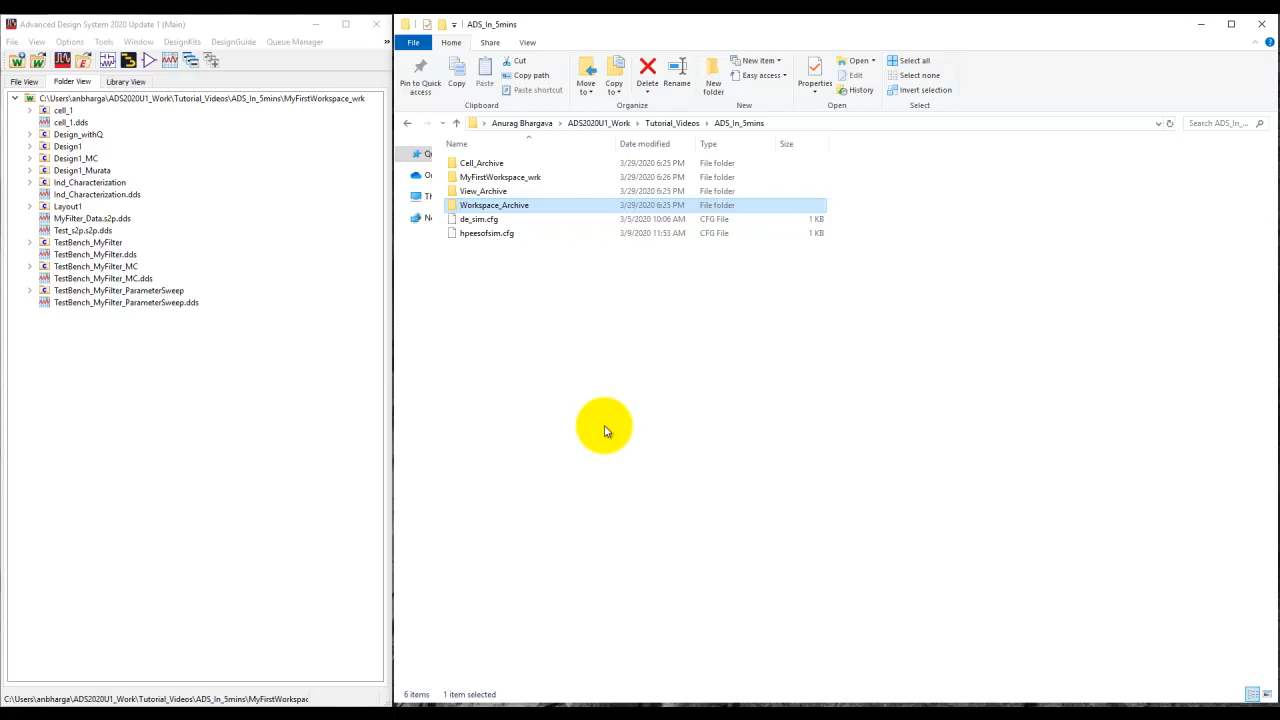 Advanced Design System 2020 Update 1 (Main)
File View Options Tools Window DesignKits DesignGuide Queue Manager »
File View Folder View Library View
C:\Users\anbharga\ADS2020U1_Work\Tutorial_Videos\ADS_In_5mins\MyFirstWorkspace_wrk
cell_1
cell_1.dds
Design_withQ
Design1
Design1_MC
Design1_Murata
Ind_Characterization
Ind_Characterization.dds
Layout1
MyFilter_Data.s2p.dds
Test_s2p.s2p.dds
TestBench_MyFilter
TestBench_MyFilter.dds
TestBench_MyFilter_MC
TestBench_MyFilter_MC.dds
TestBench_MyFilter_ParameterSweep
TestBench_MyFilter_ParameterSweep.dds
C:\Users\anbharga\ADS2020U1_Work\Tutorial_Videos\ADS_In_5mins\MyFirstWorkspac
ADS_In_5mins
File Home Share View
Pin to Quick access
Copy
Paste
Cut
Copy path
Paste shortcut
Clipboard
Move to
Copy to
Delete
Rename
Organize
New folder
New item
Easy access
New
Properties
Open
Edit
History
Open
Select all
Select none
Invert selection
Select
Anurag Bhargava > ADS2020U1_Work > Tutorial_Videos > ADS_In_5mins
Search ADS_In_...
Name Date modified Type Size
Cell_Archive 3/29/2020 6:25 PM File folder
MyFirstWorkspace_wrk 3/29/2020 6:26 PM File folder
View_Archive 3/29/2020 6:25 PM File folder
Workspace_Archive 3/29/2020 6:25 PM File folder
de_sim.cfg 3/5/2020 10:06 AM CFG File 1 KB
hpeesofsim.cfg 3/9/2020 11:53 AM CFG File 1 KB
Q
On
Th
Ne
6 items 1 item selected